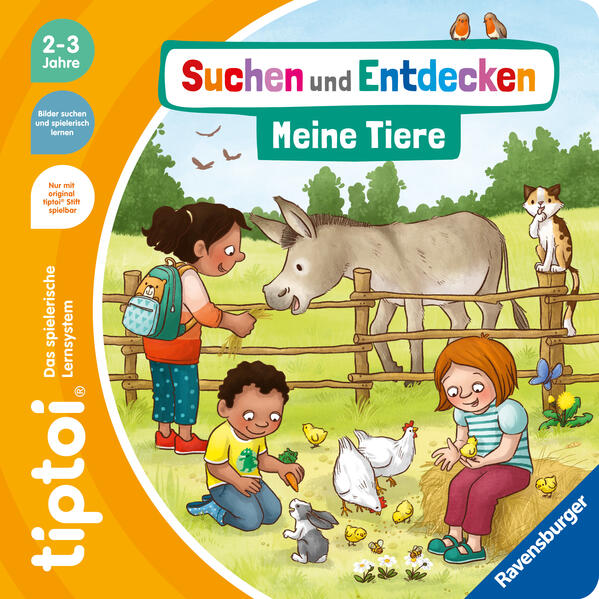 2-3
Jahre
Bilder suchen
und spielerisch
lernen
Nur mit
original
tiptoi® Stift
spielbar
Suchen und Entdecken
Meine Tiere
Das spielerische
Lernsystem
tiptoi®
Ravensburger